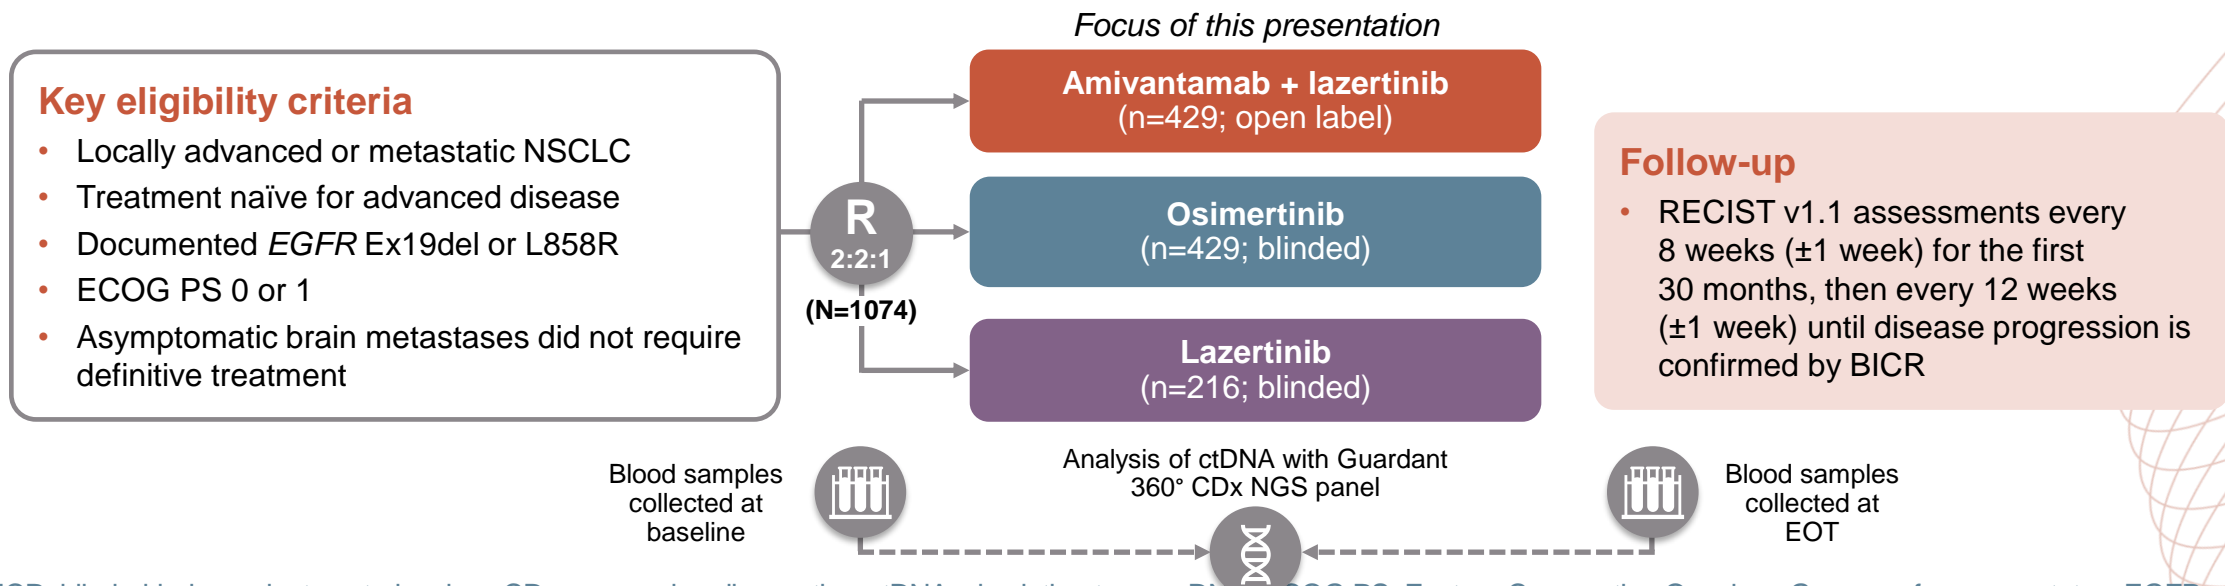 Focus of this presentation
Key eligibility criteria
• Locally advanced or metastatic NSCLC
• Treatment naïve for advanced disease
• Documented EGFR Ex19del or L858R
• ECOG PS 0 or 1
• Asymptomatic brain metastases did not require
definitive treatment
R
2:2:1
(N=1074)
Amivantamab + lazertinib
(n=429; open label)
Osimertinib
(n=429; blinded)
Lazertinib
(n=216; blinded)
Follow-up
• RECIST v1.1 assessments every
8 weeks (±1 week) for the first
30 months, then every 12 weeks
(±1 week) until disease progression is
confirmed by BICR
Blood samples
collected at
baseline
Analysis of ctDNA with Guardant
360° CDx NGS panel
Blood samples
collected at
EOT